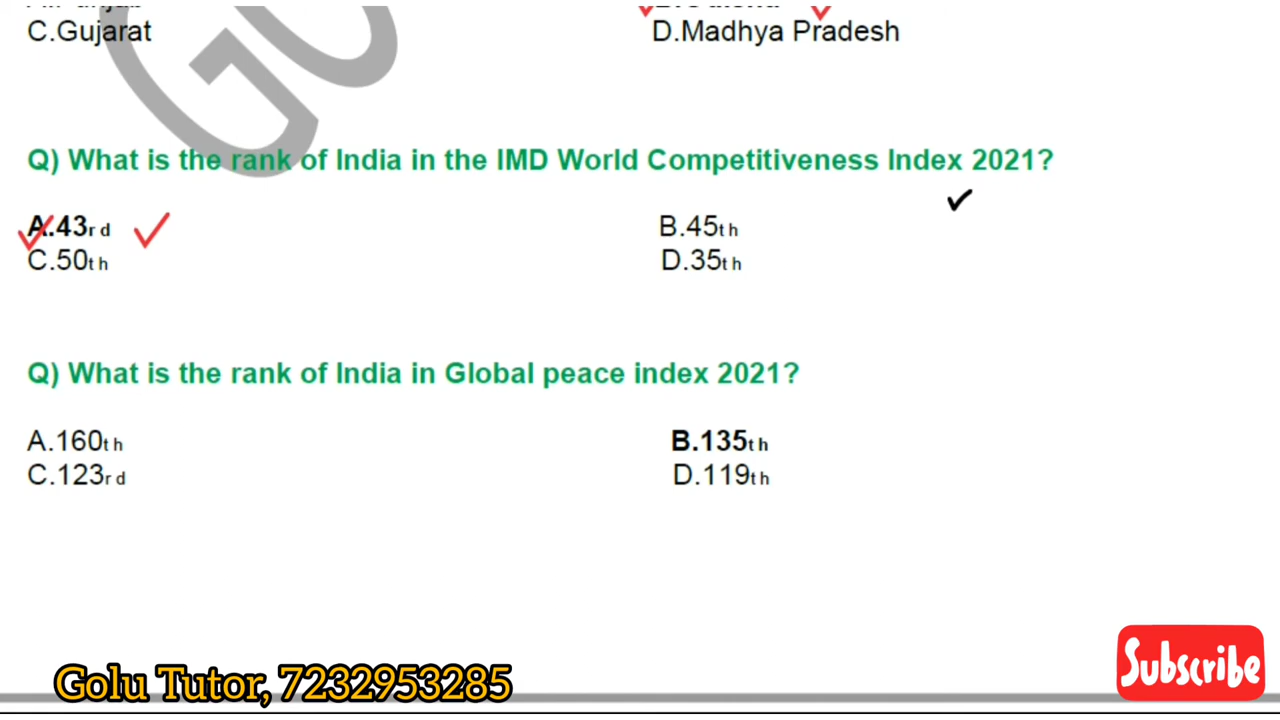 C.Gujarat D.Madhya Pradesh
Q) What is the rank of India in the IMD World Competitiveness Index 2021?
A.43rd B.45th
C.50th D.35th
Q) What is the rank of India in Global peace index 2021?
A.160th B.135th
C.123rd D.119th
Golu Tutor, 7232953285
Subscribe